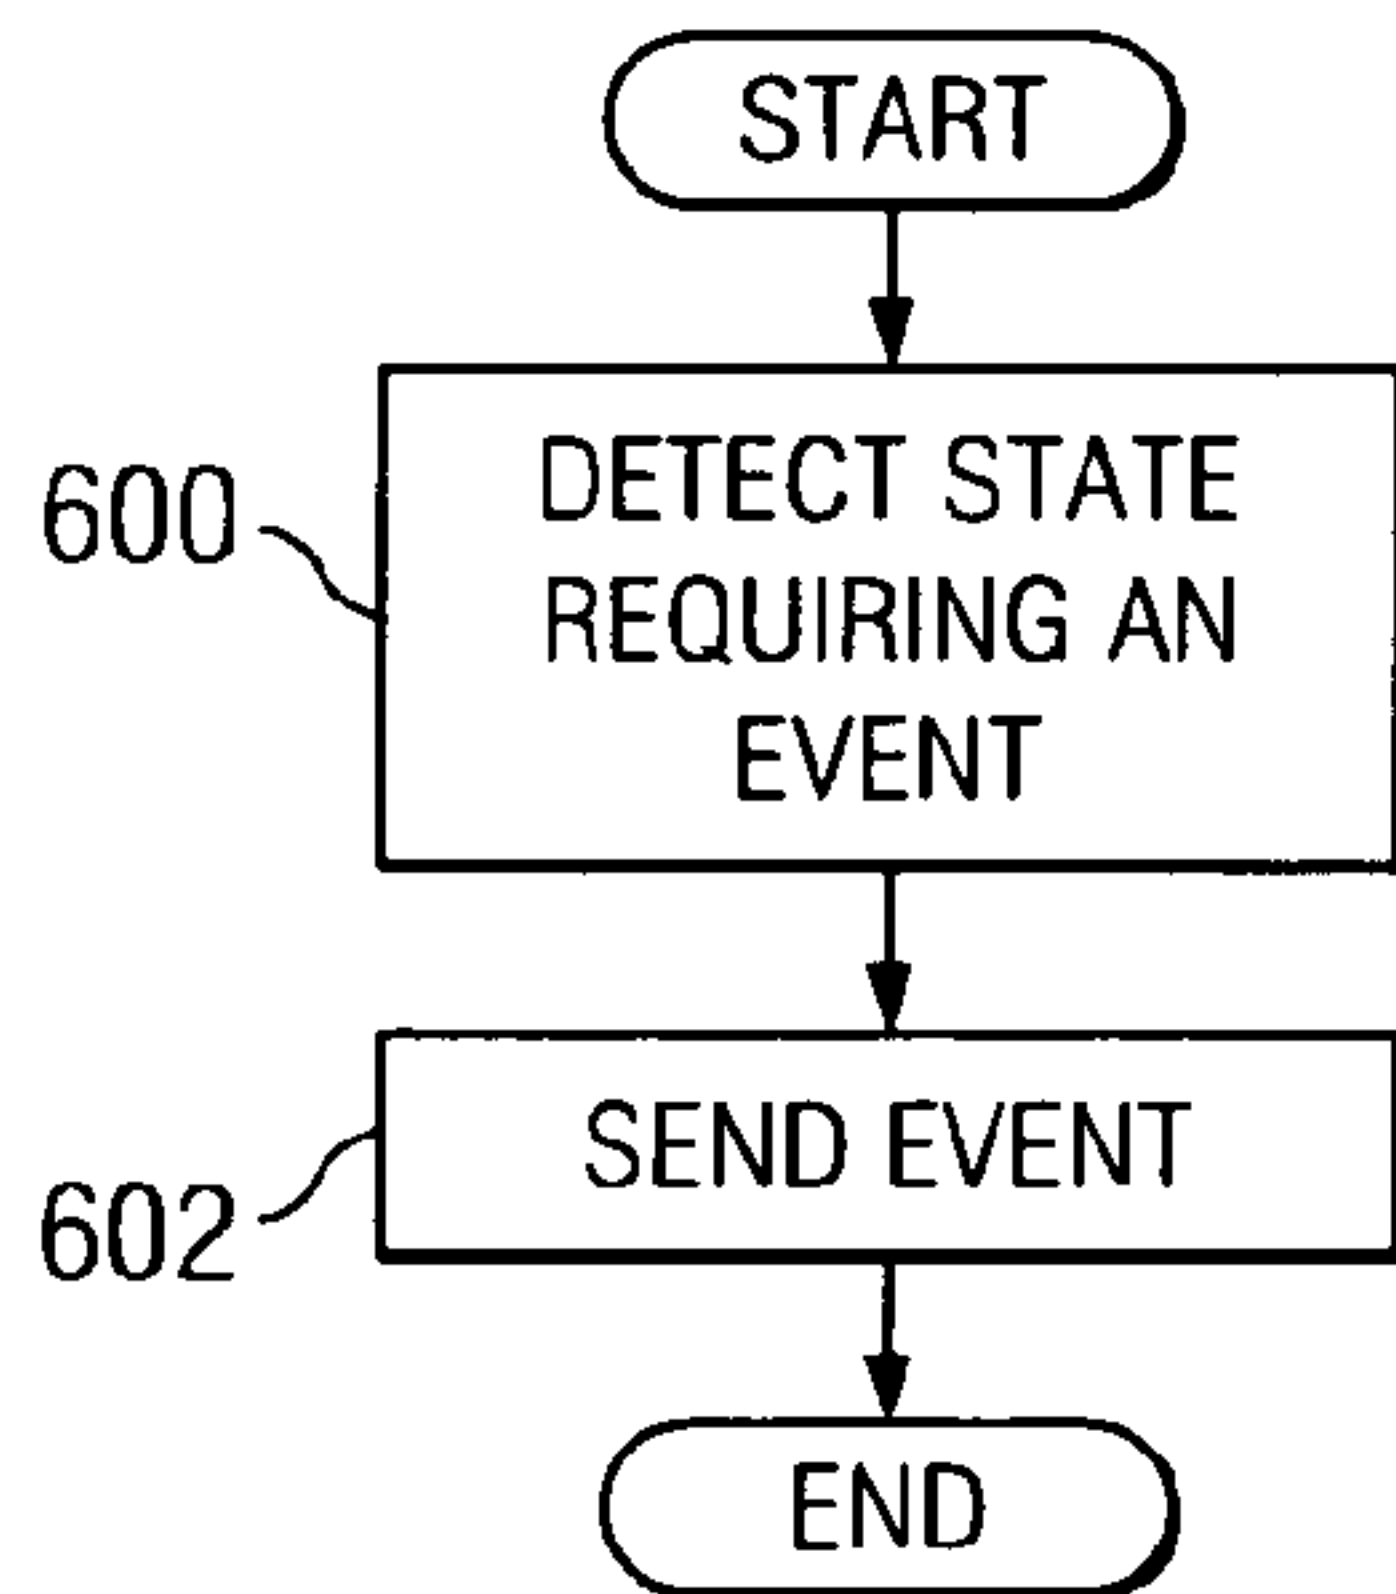 START
600
DETECT STATE
REQUIRING AN
EVENT
602
SEND EVENT
END